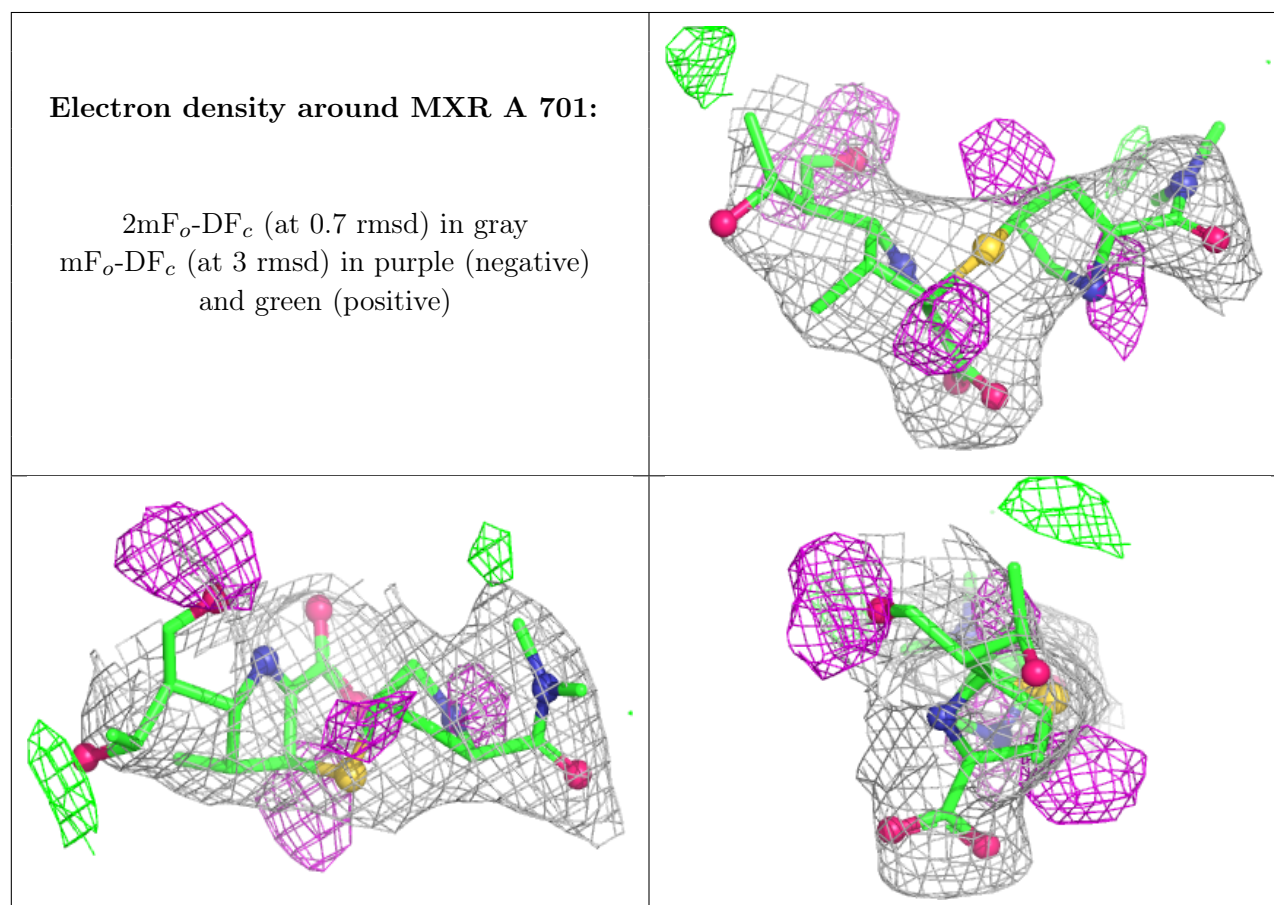 Electron density around MXR A 701:
2mFo-DFc (at 0.7 rmsd) in gray
mFo-DFc (at 3 rmsd) in purple (negative)
and green (positive)